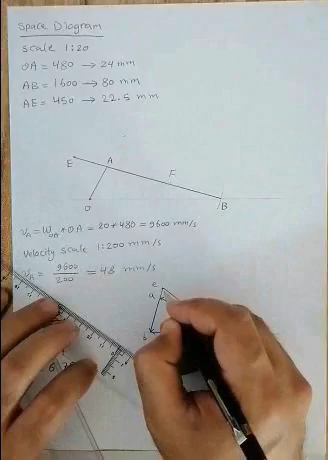 Space Diagram
scale 1:20
OA = 480 → 24 mm
AB = 1600 → 80 mm
AE = 450 → 22.5 mm
E
A
F
B
O
VA = WOA * OA = 20 * 480 = 9600 mm/s
Velocity scale 1:200 mm/s
VA = 9600/200 = 48 mm/s
e
a
b